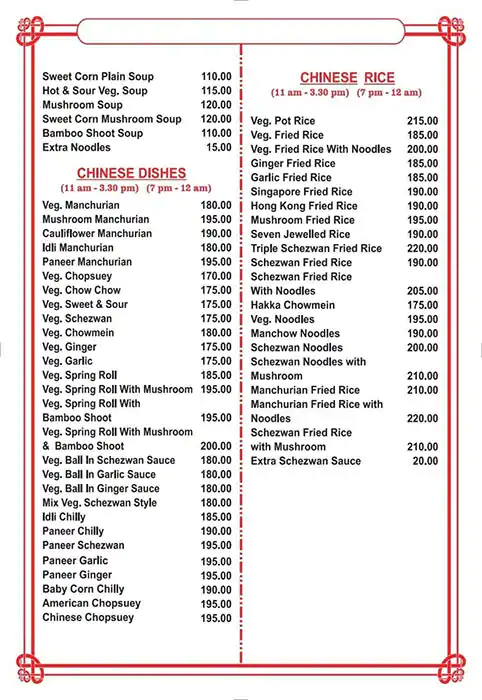 Sweet Corn Plain Soup 110.00
Hot & Sour Veg. Soup 115.00
Mushroom Soup 120.00
Sweet Corn Mushroom Soup 120.00
Bamboo Shoot Soup 110.00
Extra Noodles 15.00
CHINESE DISHES
(11 am - 3.30 pm) (7 pm - 12 am)
Veg. Manchurian 180.00
Mushroom Manchurian 195.00
Cauliflower Manchurian 190.00
Idli Manchurian 180.00
Paneer Manchurian 195.00
Veg. Chopsuey 170.00
Veg. Chow Chow 175.00
Veg. Sweet & Sour 175.00
Veg. Schezwan 175.00
Veg. Chowmein 180.00
Veg. Ginger 175.00
Veg. Garlic 175.00
Veg. Spring Roll 185.00
Veg. Spring Roll With Mushroom 195.00
Veg. Spring Roll With
Bamboo Shoot 195.00
Veg. Spring Roll With Mushroom
& Bamboo Shoot 200.00
Veg. Ball In Schezwan Sauce 180.00
Veg. Ball In Garlic Sauce 180.00
Veg. Ball In Ginger Sauce 180.00
Mix Veg. Schezwan Style 180.00
Idli Chilly 185.00
Paneer Chilly 190.00
Paneer Schezwan 195.00
Paneer Garlic 195.00
Paneer Ginger 195.00
Baby Corn Chilly 190.00
American Chopsuey 195.00
Chinese Chopsuey 195.00
CHINESE RICE
(11 am - 3.30 pm) (7 pm - 12 am)
Veg. Pot Rice 215.00
Veg. Fried Rice 185.00
Veg. Fried Rice With Noodles 200.00
Ginger Fried Rice 185.00
Garlic Fried Rice 185.00
Singapore Fried Rice 190.00
Hong Kong Fried Rice 190.00
Mushroom Fried Rice 195.00
Seven Jewelled Rice 190.00
Triple Schezwan Fried Rice 220.00
Schezwan Fried Rice 190.00
Schezwan Fried Rice
With Noodles 205.00
Hakka Chowmein 175.00
Veg. Noodles 195.00
Manchow Noodles 190.00
Schezwan Noodles 200.00
Schezwan Noodles with
Mushroom 210.00
Manchurian Fried Rice 210.00
Manchurian Fried Rice with
Noodles 220.00
Schezwan Fried Rice
with Mushroom 210.00
Extra Schezwan Sauce 20.00